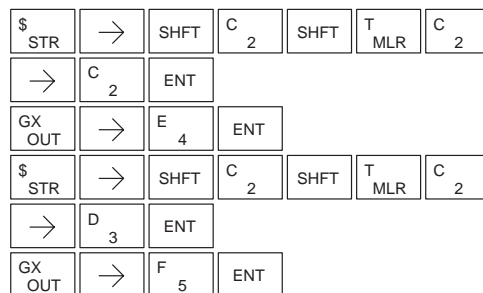 $ STR → SHFT C 2 SHFT T MLR C 2
→ C 2 ENT
GX OUT → E 4 ENT
$ STR → SHFT C 2 SHFT T MLR C 2
→ D 3 ENT
GX OUT → F 5 ENT